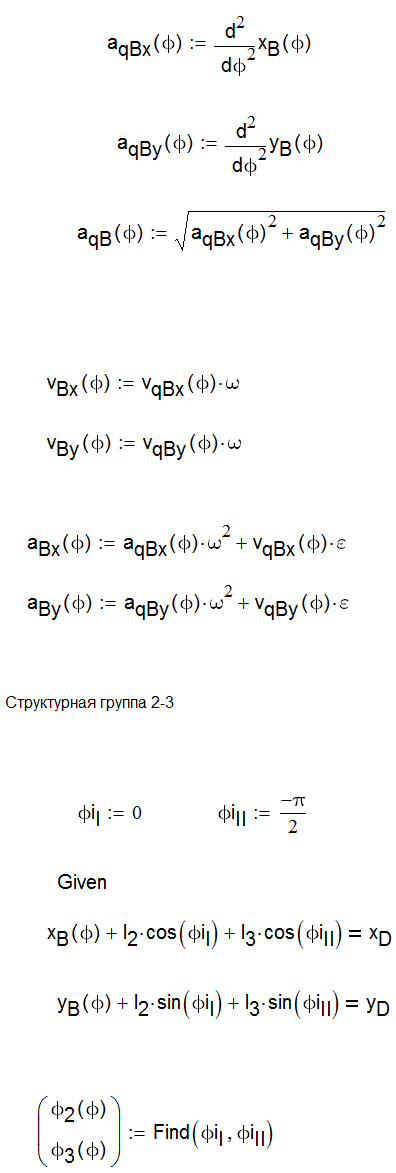 a_qBx(ϕ) := d²/dϕ² x_B(ϕ)
a_qBy(ϕ) := d²/dϕ² y_B(ϕ)
a_qB(ϕ) := √(a_qBx(ϕ)² + a_qBy(ϕ)²)
v_Bx(ϕ) := v_qBx(ϕ)·ω
v_By(ϕ) := v_qBy(ϕ)·ω
a_Bx(ϕ) := a_qBx(ϕ)·ω² + v_qBx(ϕ)·ε
a_By(ϕ) := a_qBy(ϕ)·ω² + v_qBy(ϕ)·ε
Структурная группа 2-3
ϕi_I := 0 ϕi_II := −π/2
Given
x_B(ϕ) + l_2·cos(ϕi_I) + l_3·cos(ϕi_II) = x_D
y_B(ϕ) + l_2·sin(ϕi_I) + l_3·sin(ϕi_II) = y_D
(ϕ_2(ϕ)
ϕ_3(ϕ)) := Find(ϕi_I, ϕi_II)